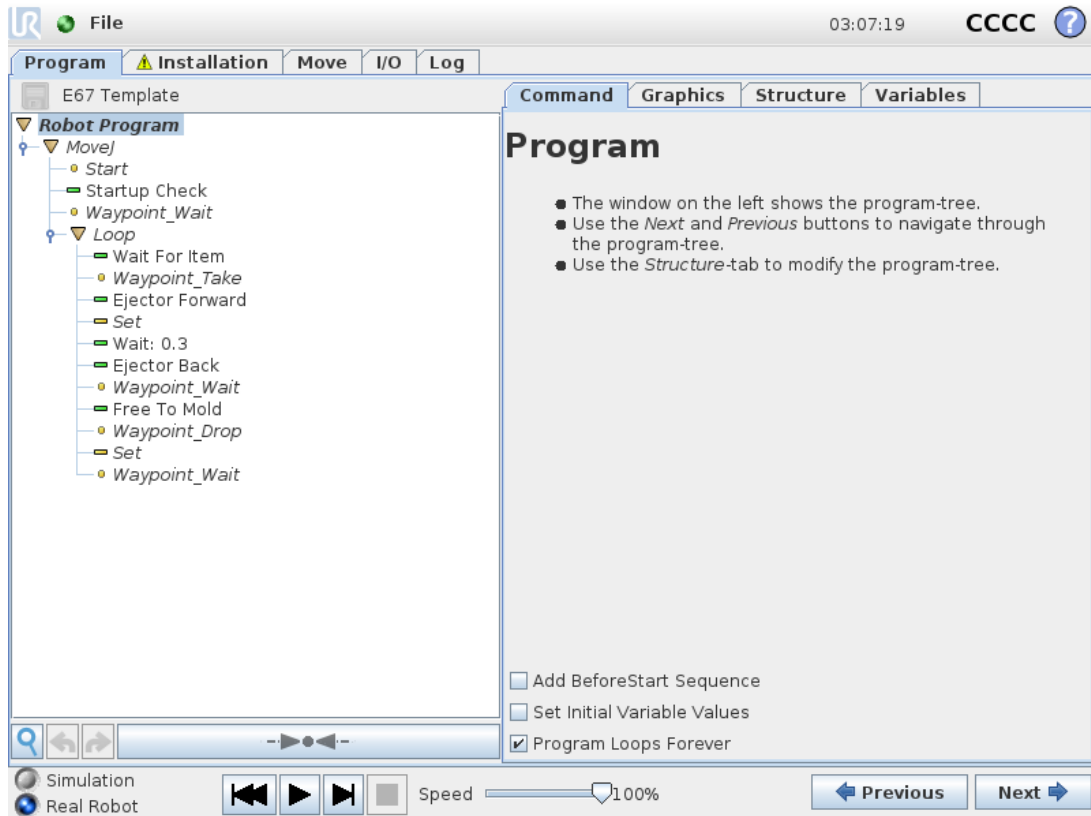 File
03:07:19
CCCC
?
Program
Installation
Move
I/O
Log
E67 Template
Robot Program
MoveJ
Start
Startup Check
Waypoint_Wait
Loop
Wait For Item
Waypoint_Take
Ejector Forward
Set
Wait: 0.3
Ejector Back
Waypoint_Wait
Free To Mold
Waypoint_Drop
Set
Waypoint_Wait
Command
Graphics
Structure
Variables
Program
The window on the left shows the program-tree.
Use the Next and Previous buttons to navigate through
the program-tree.
Use the Structure-tab to modify the program-tree.
Add BeforeStart Sequence
Set Initial Variable Values
Program Loops Forever
Simulation
Real Robot
Speed
100%
Previous
Next